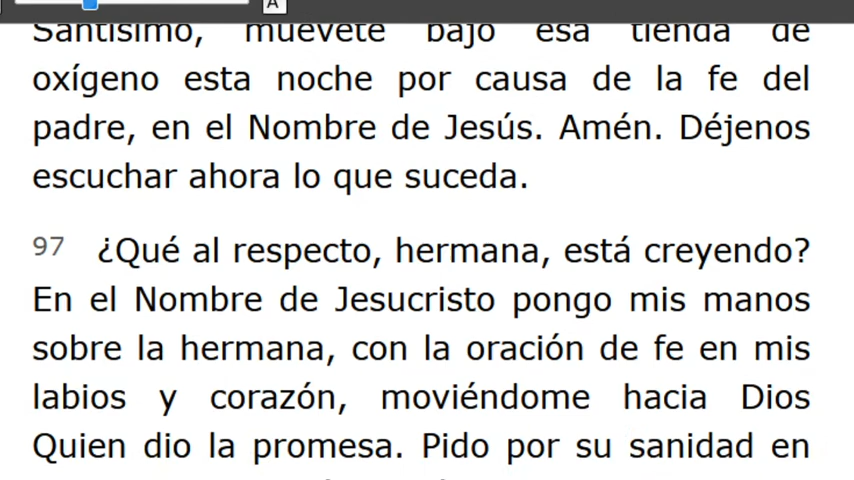 A
Santísimo, muévete bajo esa tienda de
oxígeno esta noche por causa de la fe del
padre, en el Nombre de Jesús. Amén. Déjenos
escuchar ahora lo que suceda.
97 ¿Qué al respecto, hermana, está creyendo?
En el Nombre de Jesucristo pongo mis manos
sobre la hermana, con la oración de fe en mis
labios y corazón, moviéndome hacia Dios
Quien dio la promesa. Pido por su sanidad en